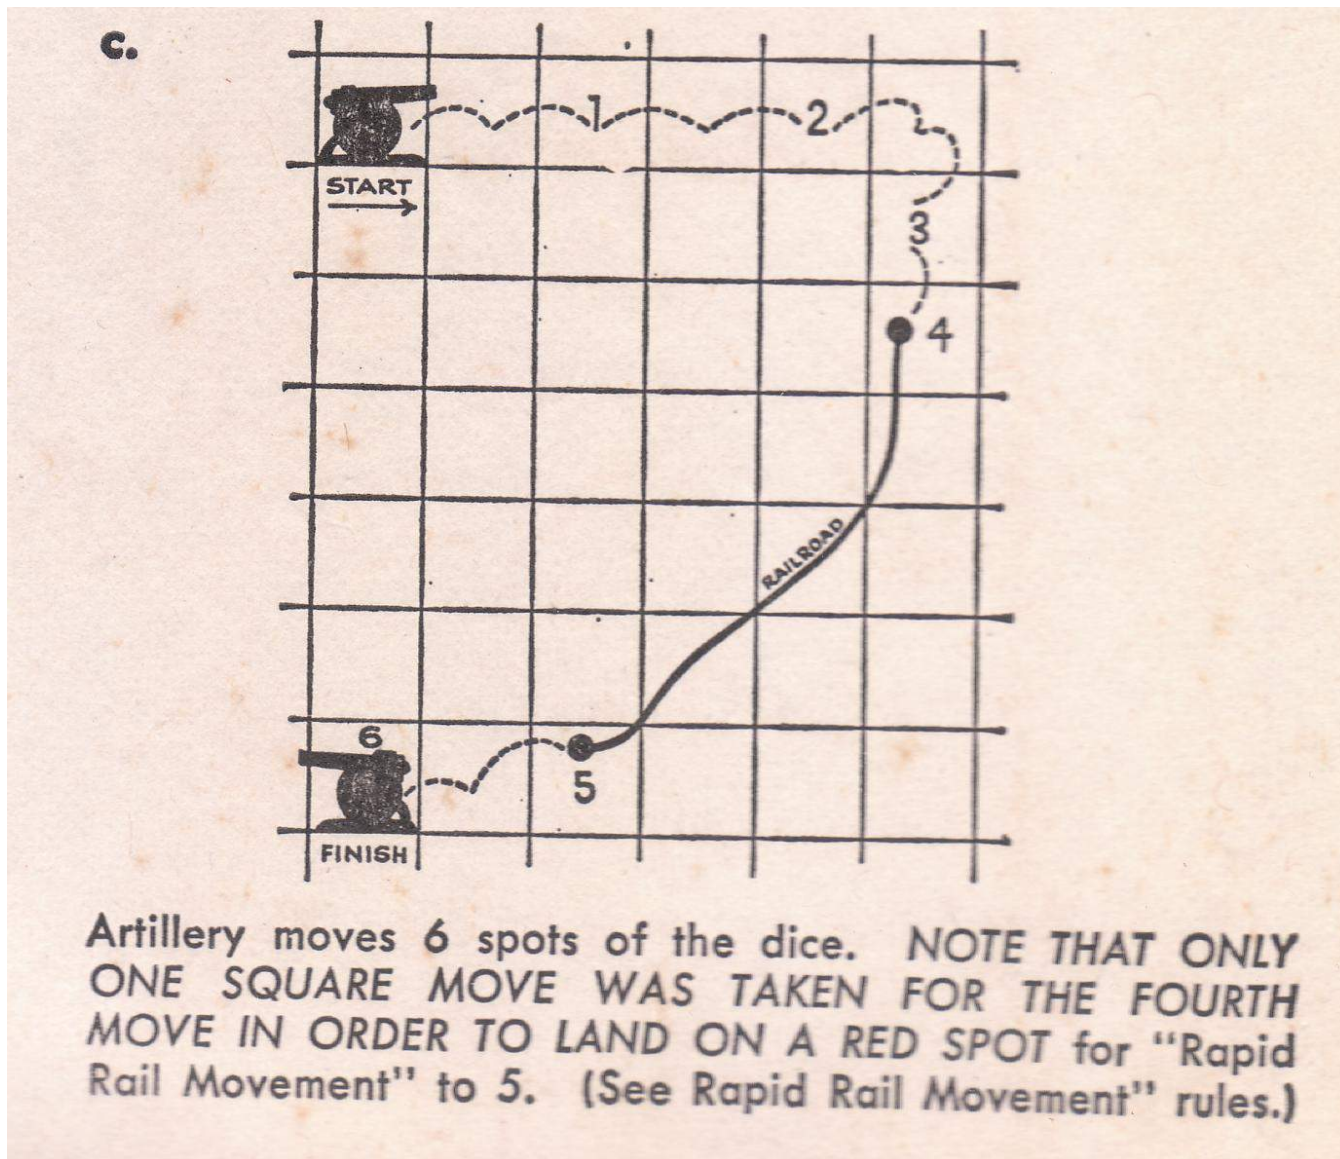 c.
1
2
START
3
4
RAILROAD
6
5
FINISH
Artillery moves 6 spots of the dice. NOTE THAT ONLY
ONE SQUARE MOVE WAS TAKEN FOR THE FOURTH
MOVE IN ORDER TO LAND ON A RED SPOT for "Rapid
Rail Movement" to 5. (See Rapid Rail Movement" rules.)